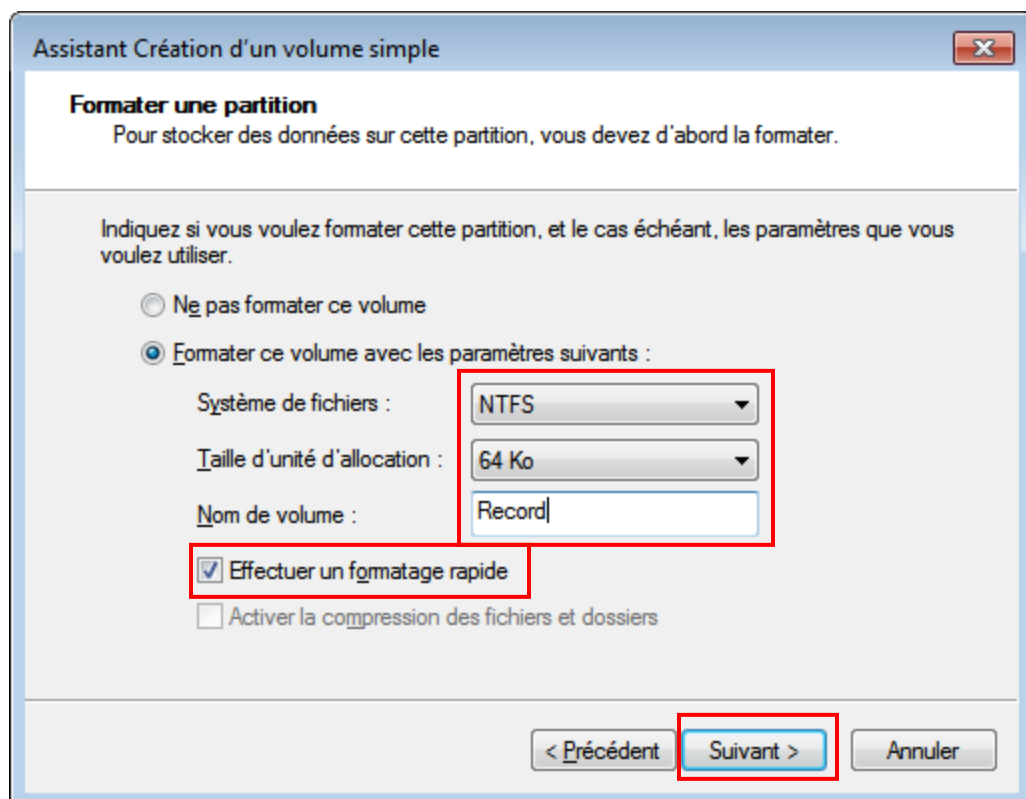 Assistant Création d'un volume simple
Formater une partition
Pour stocker des données sur cette partition, vous devez d'abord la formater.
Indiquez si vous voulez formater cette partition, et le cas échéant, les paramètres que vous
voulez utiliser.
Ne pas formater ce volume
Formater ce volume avec les paramètres suivants :
Système de fichiers : NTFS
Taille d'unité d'allocation : 64 Ko
Nom de volume : Record
Effectuer un formatage rapide
Activer la compression des fichiers et dossiers
< Précédent Suivant > Annuler